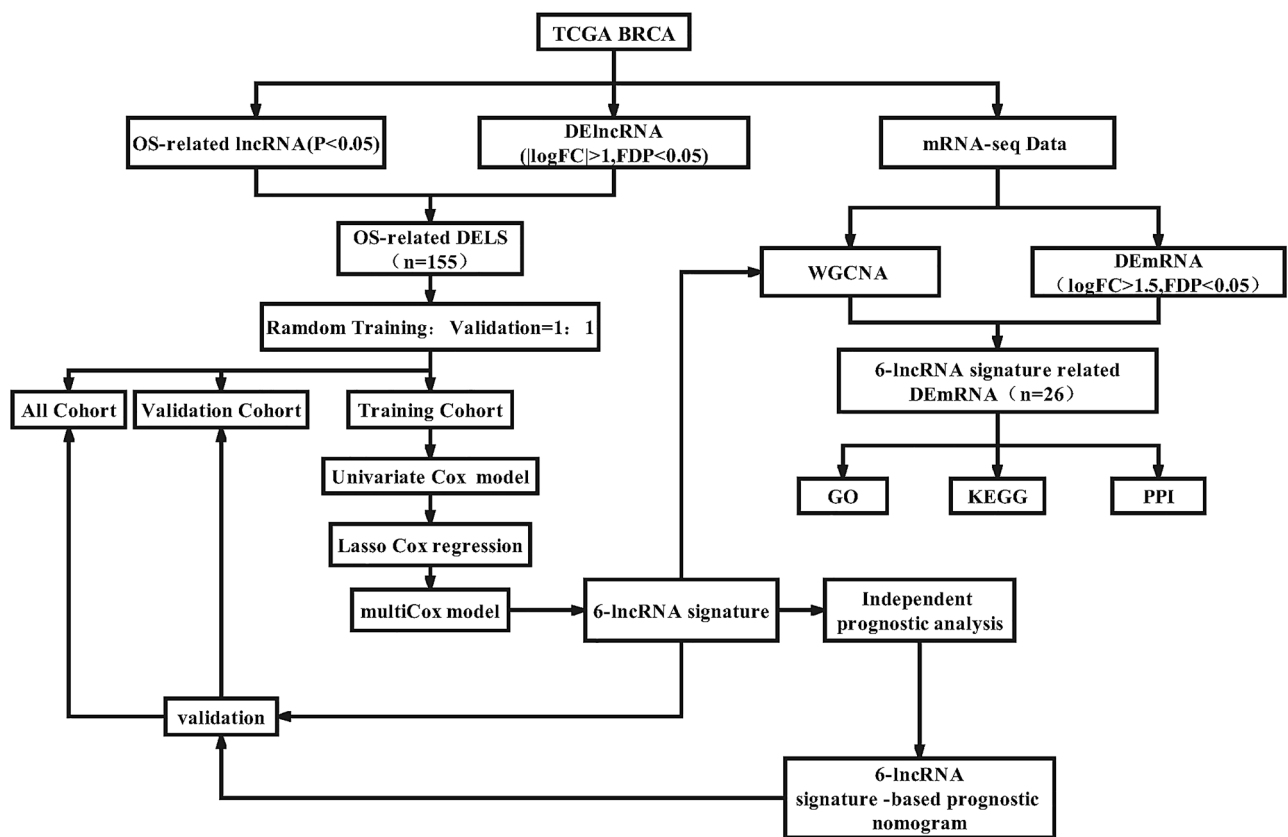 TCGA BRCA
OS-related lncRNA(P<0.05)
DElncRNA
(|logFC|>1,FDP<0.05)
mRNA-seq Data
OS-related DELS
（n=155）
WGCNA
DEmRNA
（logFC>1.5,FDP<0.05）
Ramdom Training： Validation=1： 1
6-lncRNA signature related
DEmRNA（n=26）
All Cohort
Validation Cohort
Training Cohort
Univariate Cox model
GO
KEGG
PPI
Lasso Cox regression
multiCox model
6-lncRNA signature
Independent
prognostic analysis
validation
6-lncRNA
signature -based prognostic
nomogram